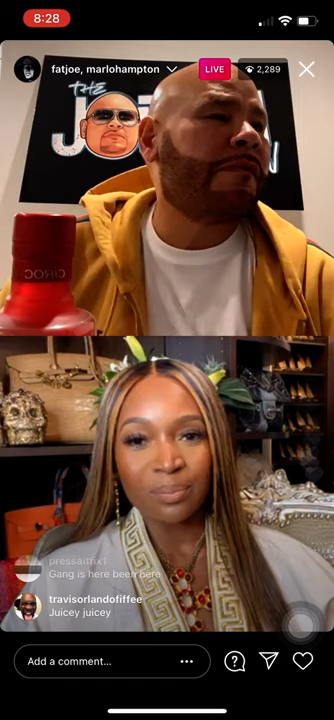 8:28
fatjoe, marlohampton
LIVE
2,289
THE
CIROC
pressaitfix1
Gang is here been here
travisorlandofiffee
Juicey juicey
Add a comment...